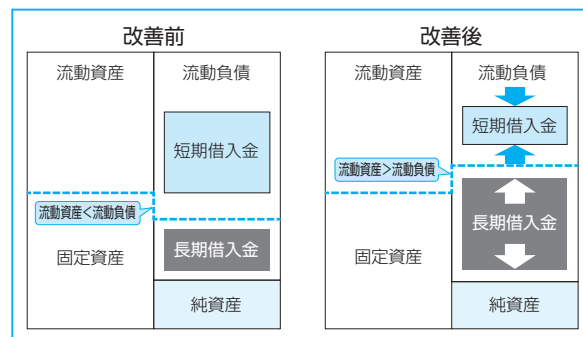 改善前
流動資産
流動負債
短期借入金
流動資産<流動負債
長期借入金
固定資産
純資産
改善後
流動資産
流動負債
短期借入金
流動資産>流動負債
長期借入金
固定資産
純資産